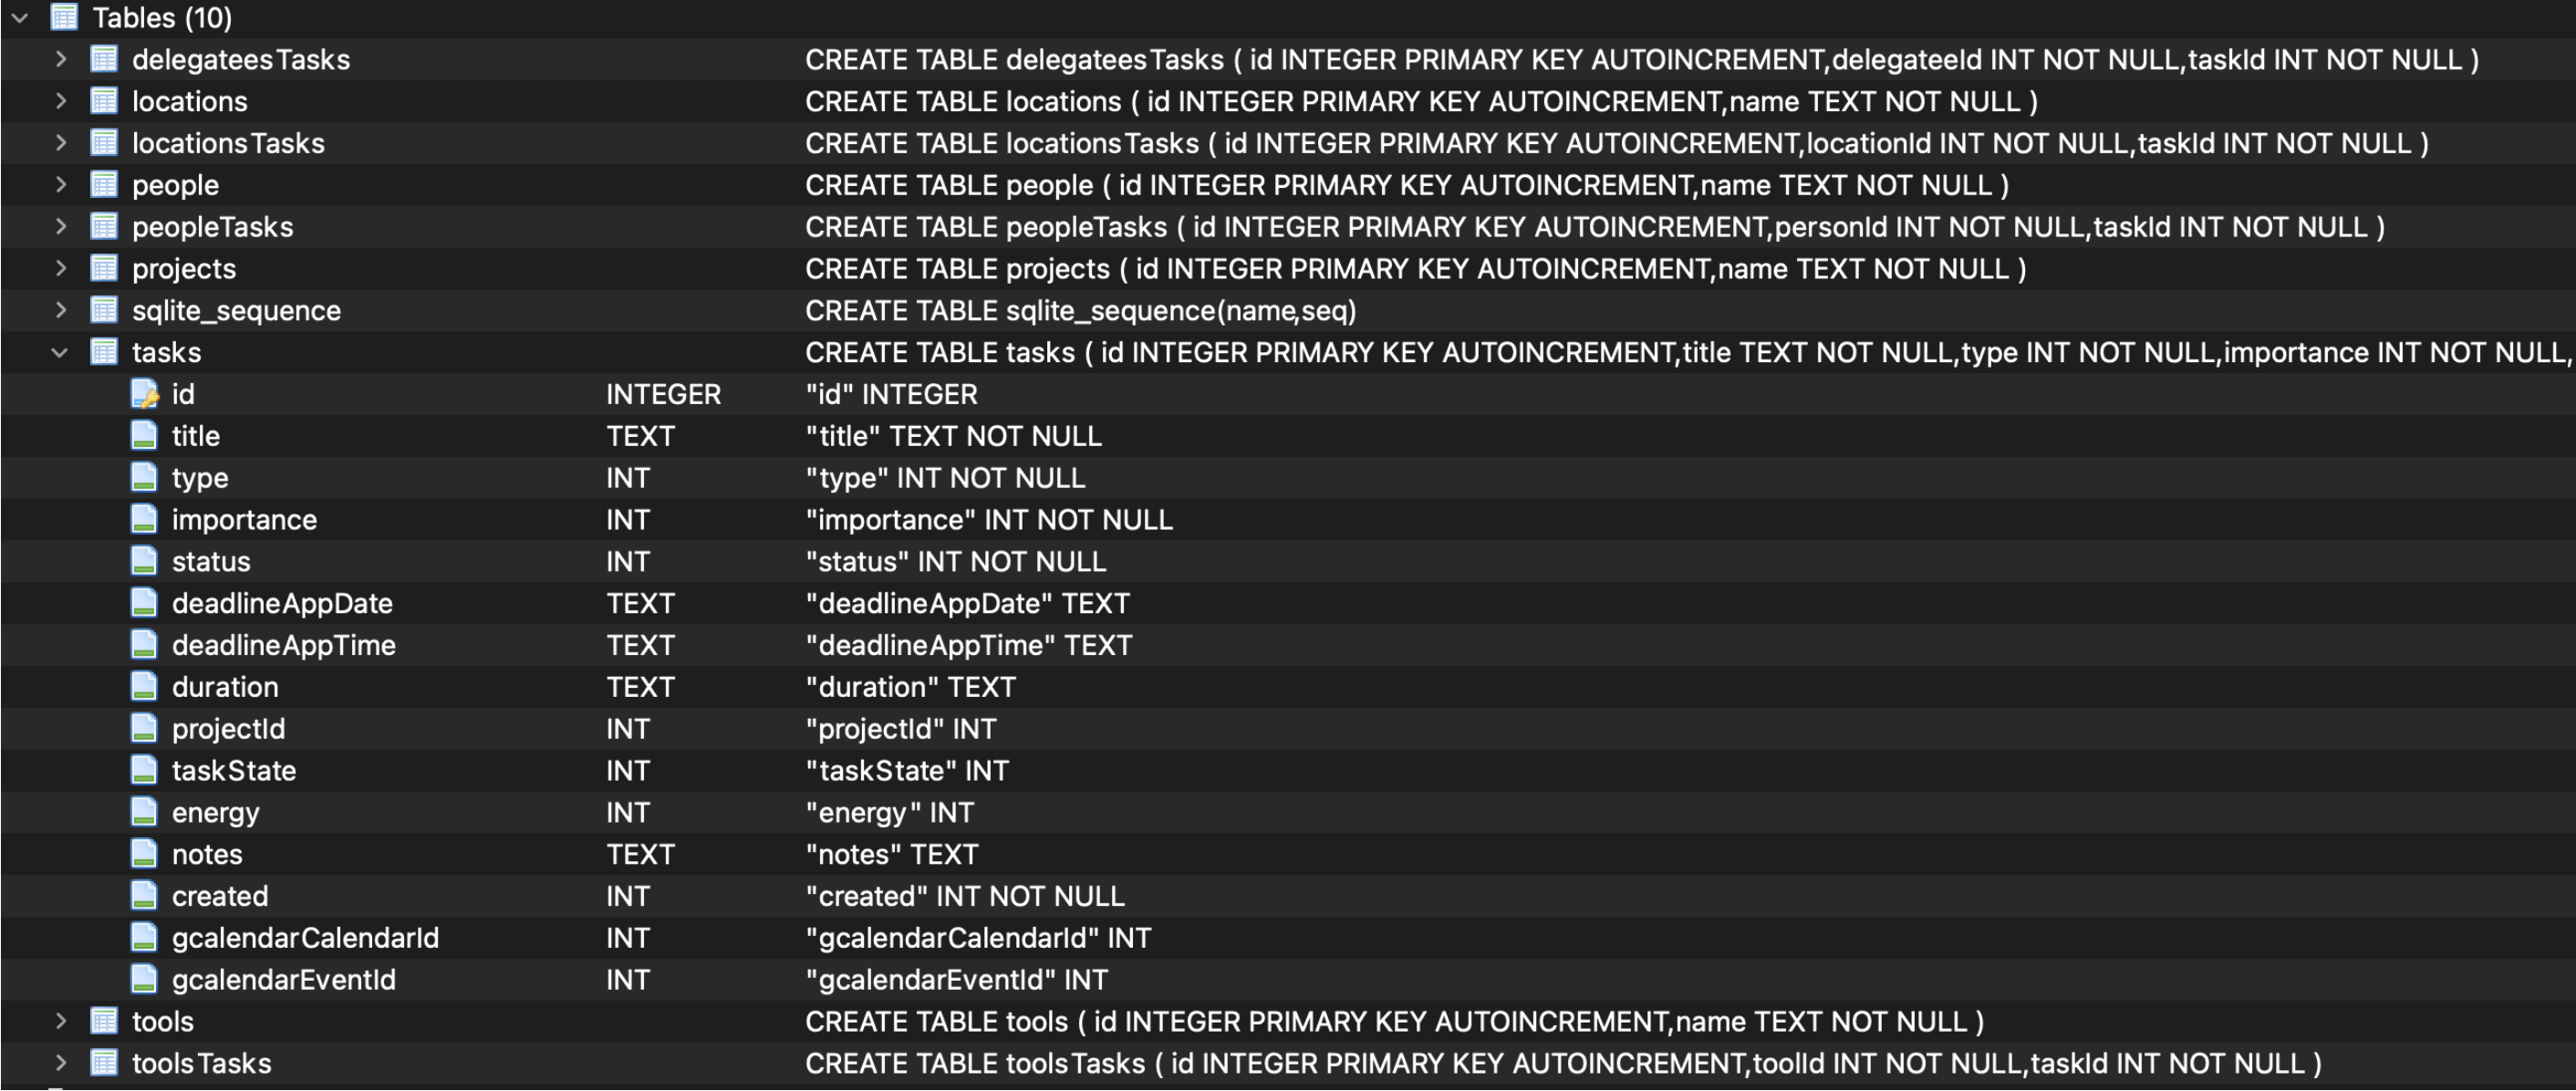 Tables (10)
delegateesTasks CREATE TABLE delegateesTasks ( id INTEGER PRIMARY KEY AUTOINCREMENT,delegateeId INT NOT NULL,taskId INT NOT NULL )
locations CREATE TABLE locations ( id INTEGER PRIMARY KEY AUTOINCREMENT,name TEXT NOT NULL )
locationsTasks CREATE TABLE locationsTasks ( id INTEGER PRIMARY KEY AUTOINCREMENT,locationId INT NOT NULL,taskId INT NOT NULL )
people CREATE TABLE people ( id INTEGER PRIMARY KEY AUTOINCREMENT,name TEXT NOT NULL )
peopleTasks CREATE TABLE peopleTasks ( id INTEGER PRIMARY KEY AUTOINCREMENT,personId INT NOT NULL,taskId INT NOT NULL )
projects CREATE TABLE projects ( id INTEGER PRIMARY KEY AUTOINCREMENT,name TEXT NOT NULL )
sqlite_sequence CREATE TABLE sqlite_sequence(name,seq)
tasks CREATE TABLE tasks ( id INTEGER PRIMARY KEY AUTOINCREMENT,title TEXT NOT NULL,type INT NOT NULL,importance INT NOT NULL,
id INTEGER "id" INTEGER
title TEXT "title" TEXT NOT NULL
type INT "type" INT NOT NULL
importance INT "importance" INT NOT NULL
status INT "status" INT NOT NULL
deadlineAppDate TEXT "deadlineAppDate" TEXT
deadlineAppTime TEXT "deadlineAppTime" TEXT
duration TEXT "duration" TEXT
projectId INT "projectId" INT
taskState INT "taskState" INT
energy INT "energy" INT
notes TEXT "notes" TEXT
created INT "created" INT NOT NULL
gcalendarCalendarId INT "gcalendarCalendarId" INT
gcalendarEventId INT "gcalendarEventId" INT
tools CREATE TABLE tools ( id INTEGER PRIMARY KEY AUTOINCREMENT,name TEXT NOT NULL )
toolsTasks CREATE TABLE toolsTasks ( id INTEGER PRIMARY KEY AUTOINCREMENT,toolId INT NOT NULL,taskId INT NOT NULL )